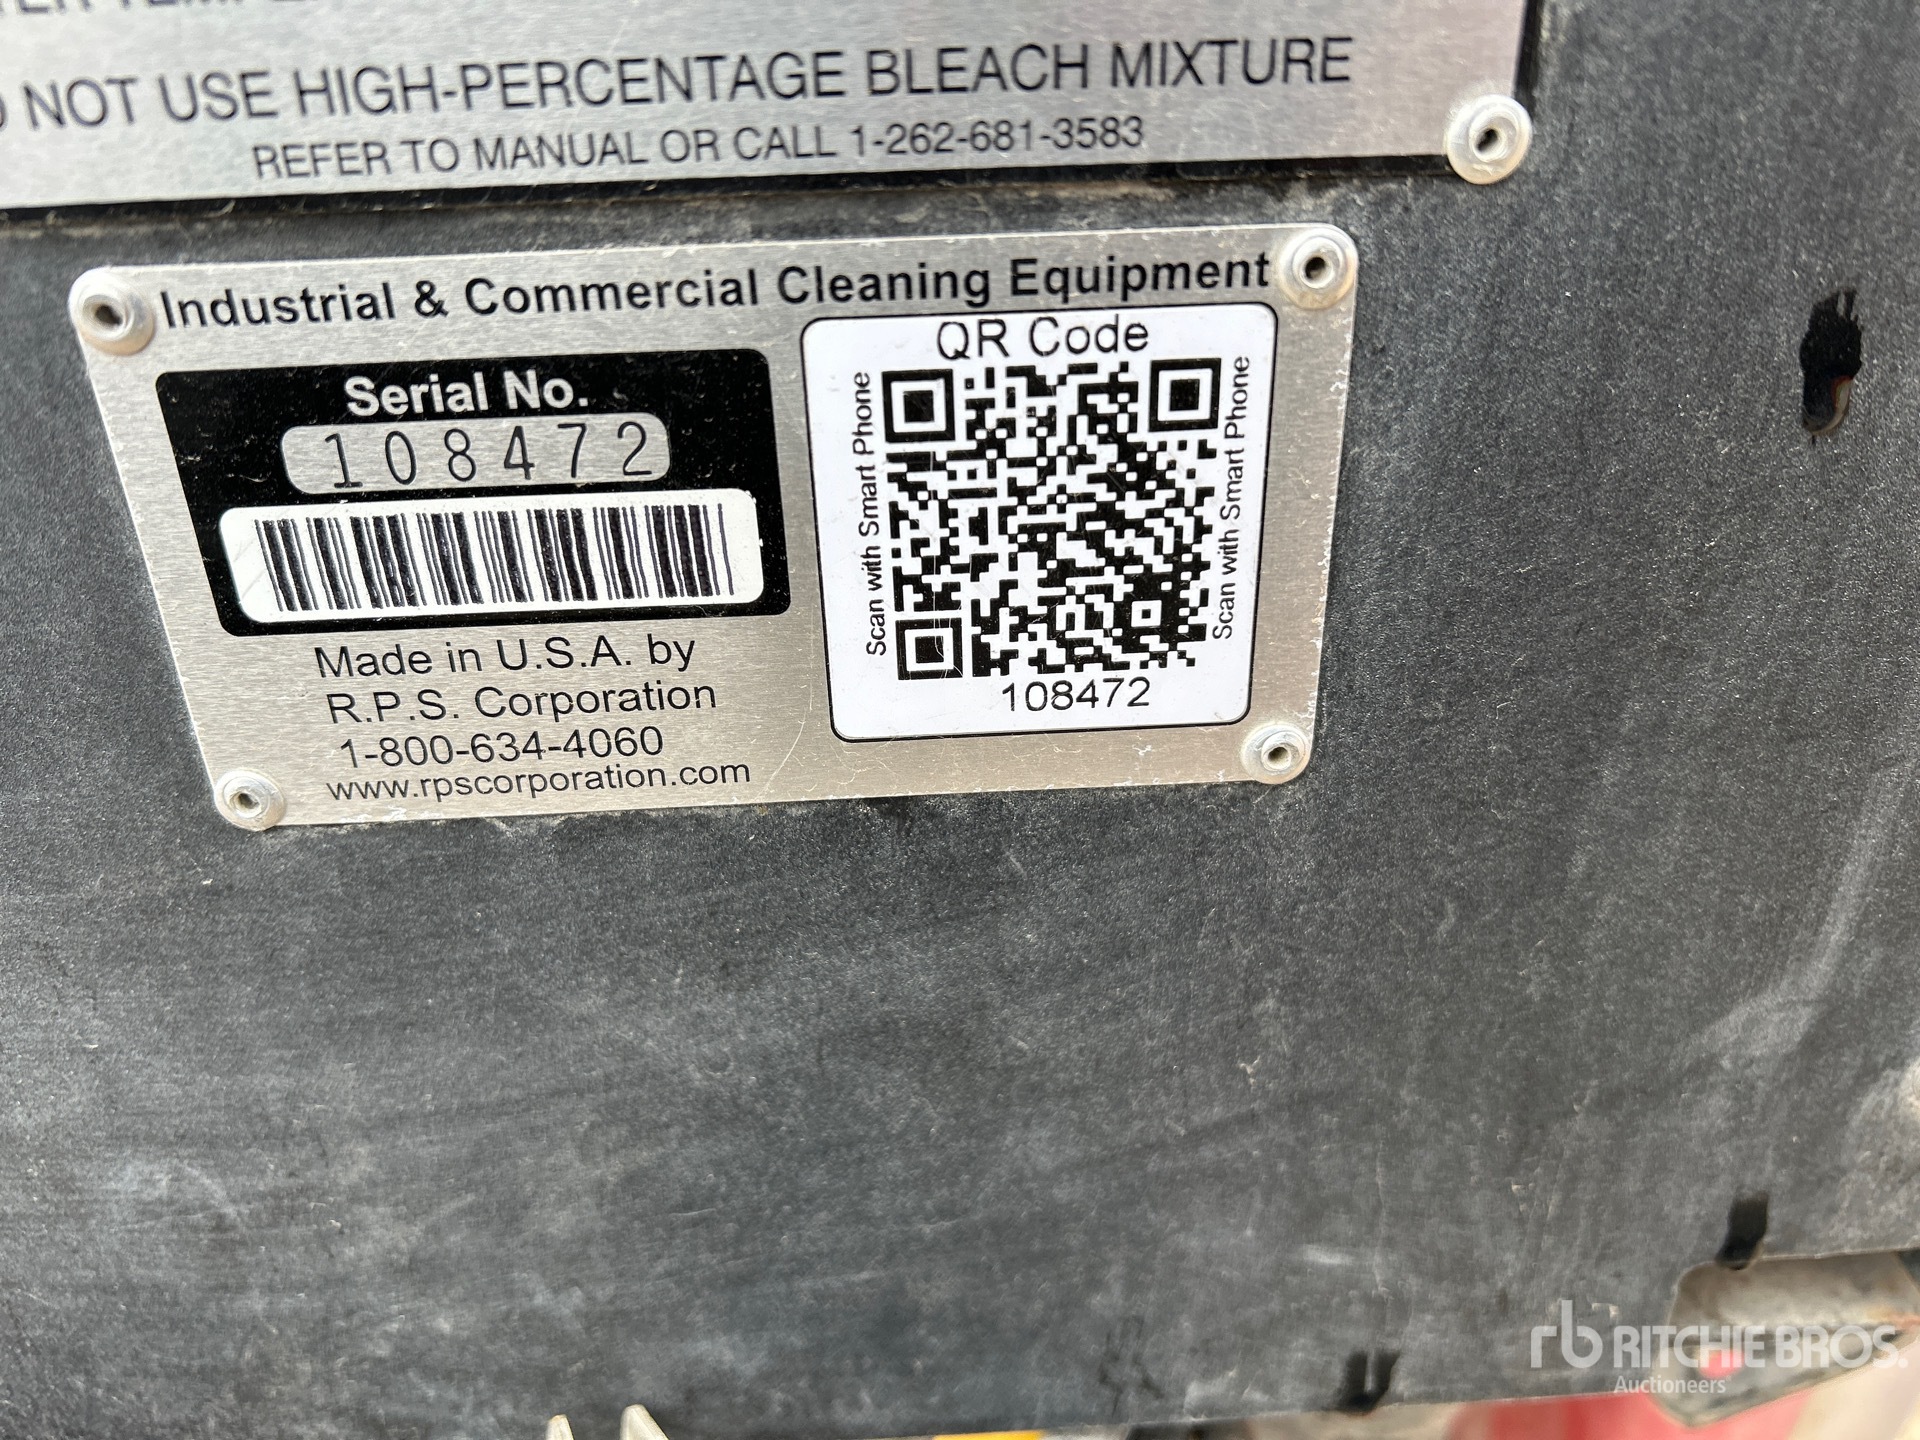 NOT USE HIGH-PERCENTAGE BLEACH MIXTURE
REFER TO MANUAL OR CALL 1-262-681-3583
Industrial & Commercial Cleaning Equipment
Serial No.
108472
Made in U.S.A. by
R.P.S. Corporation
1-800-634-4060
www.rpscorporation.com
QR Code
Scan with Smart Phone
Scan with Smart Phone
108472
rb RITCHIE BROS.
Auctioneers